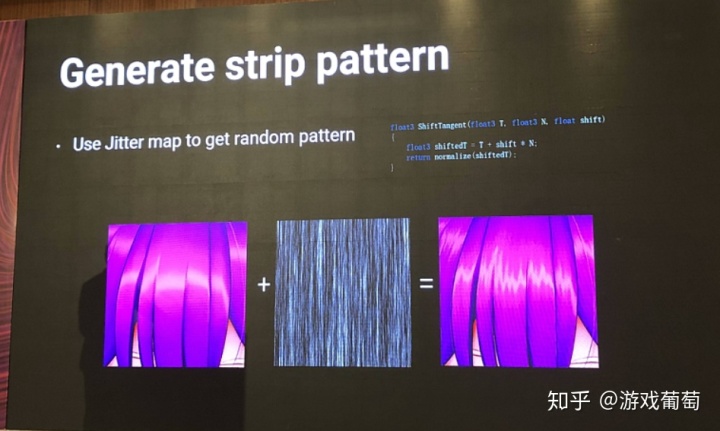 Generate strip pattern
• Use Jitter map to get random pattern
float3 ShiftTangent(float3 T, float3 N, float shift)
{
float3 shiftedT = T + shift * N;
return normalize(shiftedT);
}
+ =
知乎 @游戏葡萄